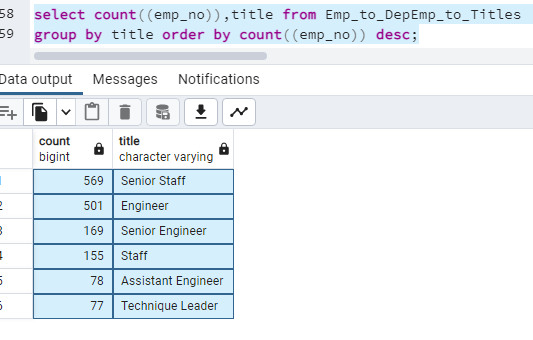 58 select count((emp_no)),title from Emp_to_DepEmp_to_Titles
59 group by title order by count((emp_no)) desc;
Data output Messages Notifications
count title
bigint character varying
1 569 Senior Staff
2 501 Engineer
3 169 Senior Engineer
4 155 Staff
5 78 Assistant Engineer
6 77 Technique Leader